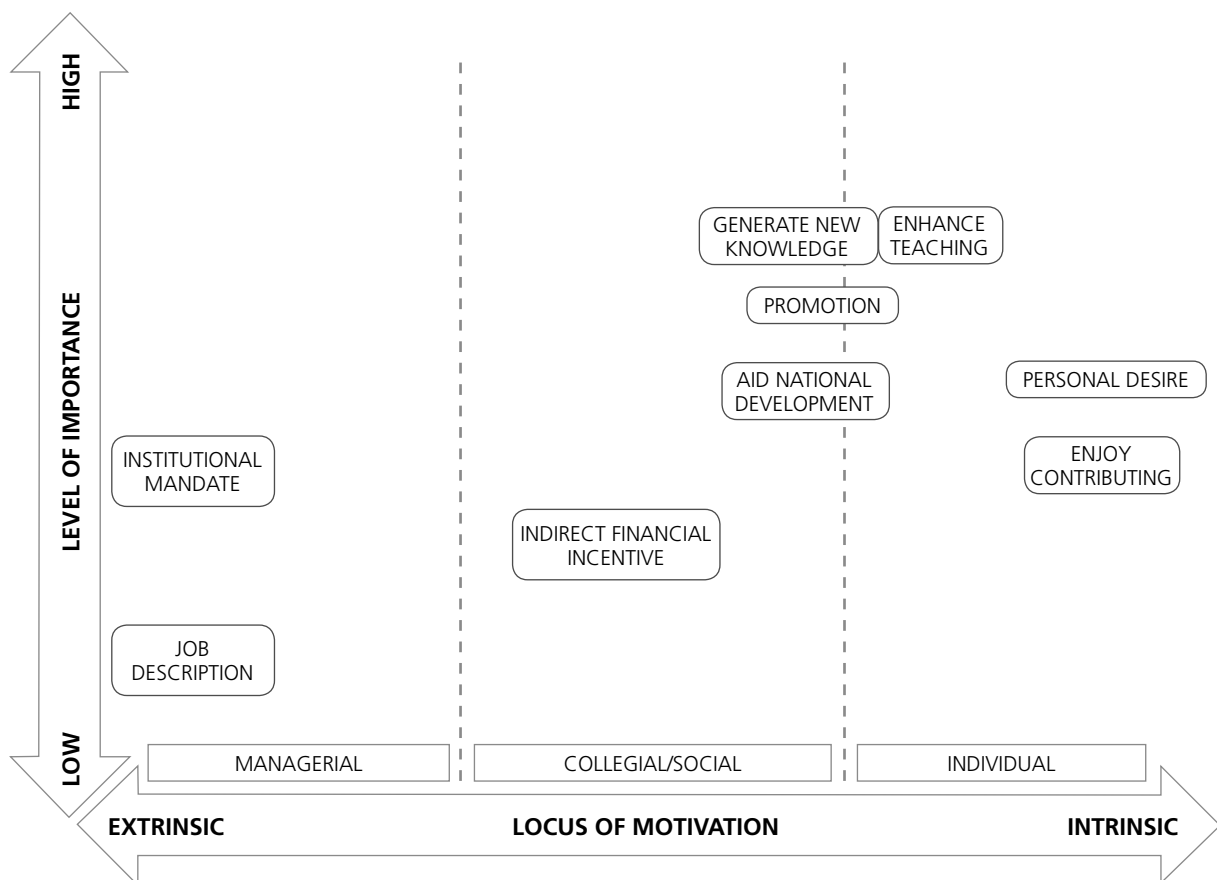 HIGH
LEVEL OF IMPORTANCE
LOW
GENERATE NEW
KNOWLEDGE
ENHANCE
TEACHING
PROMOTION
AID NATIONAL
DEVELOPMENT
PERSONAL DESIRE
INSTITUTIONAL
MANDATE
ENJOY
CONTRIBUTING
INDIRECT FINANCIAL
INCENTIVE
JOB
DESCRIPTION
MANAGERIAL
COLLEGIAL/SOCIAL
INDIVIDUAL
EXTRINSIC
LOCUS OF MOTIVATION
INTRINSIC